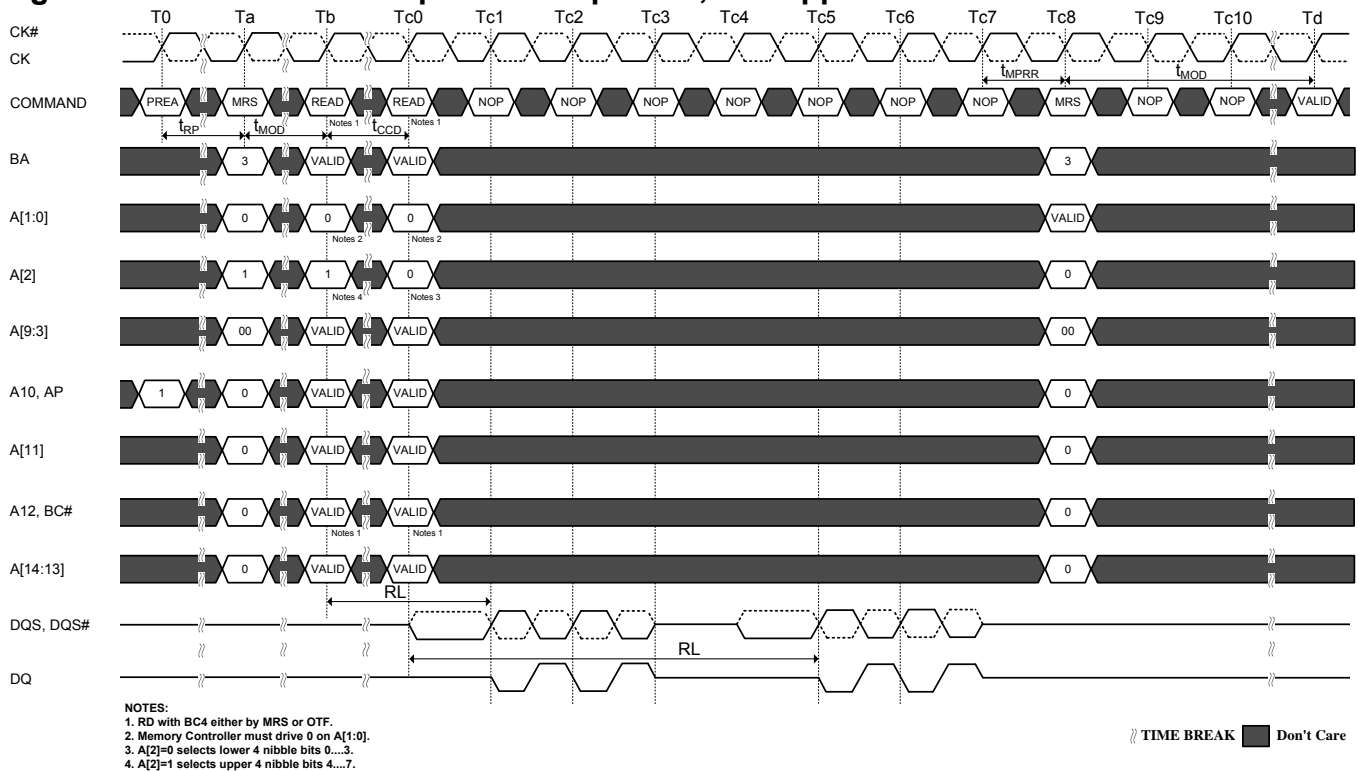 T0 Ta Tb Tc0 Tc1 Tc2 Tc3 Tc4 Tc5 Tc6 Tc7 Tc8 Tc9 Tc10 Td
CK#
CK
tMPRR tMOD
COMMAND PREA MRS READ READ NOP NOP NOP NOP NOP NOP NOP MRS NOP NOP VALID
Notes 1 Notes 1
tRP tMOD tCCD
BA 3 VALID VALID 3
A[1:0] 0 0 0 VALID
Notes 2 Notes 2
A[2] 1 1 0 0
Notes 4 Notes 3
A[9:3] 00 VALID VALID 00
A10, AP 1 0 VALID VALID 0
A[11] 0 VALID VALID 0
A12, BC# 0 VALID VALID 0
Notes 1 Notes 1
A[14:13] 0 VALID VALID 0
RL
DQS, DQS#
RL
DQ
NOTES:
1. RD with BC4 either by MRS or OTF.
2. Memory Controller must drive 0 on A[1:0].
3. A[2]=0 selects lower 4 nibble bits 0....3.
4. A[2]=1 selects upper 4 nibble bits 4....7.
TIME BREAK Don't Care